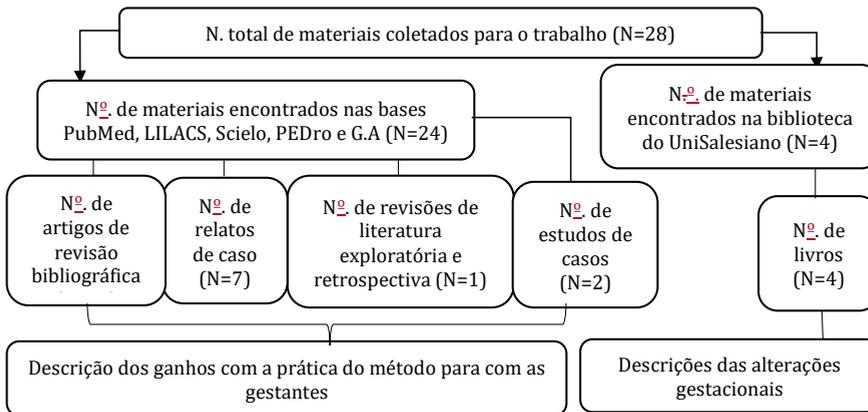 N. total de materiais coletados para o trabalho (N=28)
Nº. de materiais encontrados nas bases
PubMed, LILACS, Scielo, PEDro e G.A (N=24)
Nº. de materiais
encontrados na biblioteca
do UniSalesiano (N=4)
Nº. de
artigos de
revisão
bibliográfica
Nº. de
relatos
de caso
(N=7)
Nº. de revisões de
literatura
exploratória e
retrospectiva (N=1)
Nº. de
estudos de
casos
(N=2)
Nº. de
livros
(N=4)
Descrição dos ganhos com a prática do método para com as
gestantes
Descrições das alterações
gestacionais